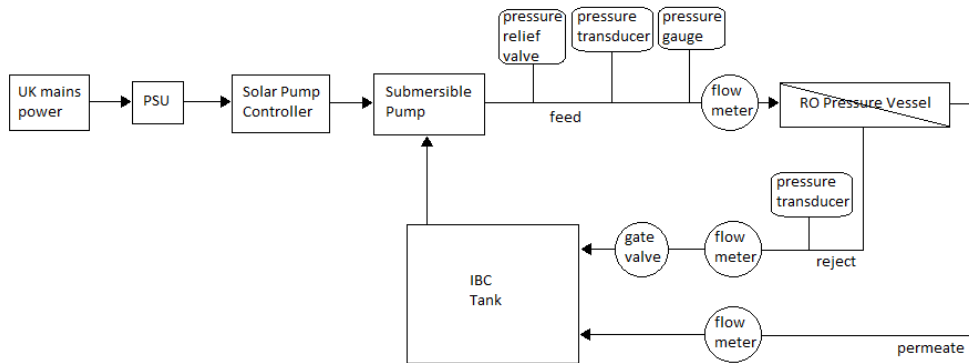 pressure
relief
valve
pressure
transducer
pressure
gauge
UK mains
power
PSU
Solar Pump
Controller
Submersible
Pump
feed
flow
meter
RO Pressure Vessel
pressure
transducer
gate
valve
flow
meter
reject
IBC
Tank
flow
meter
permeate